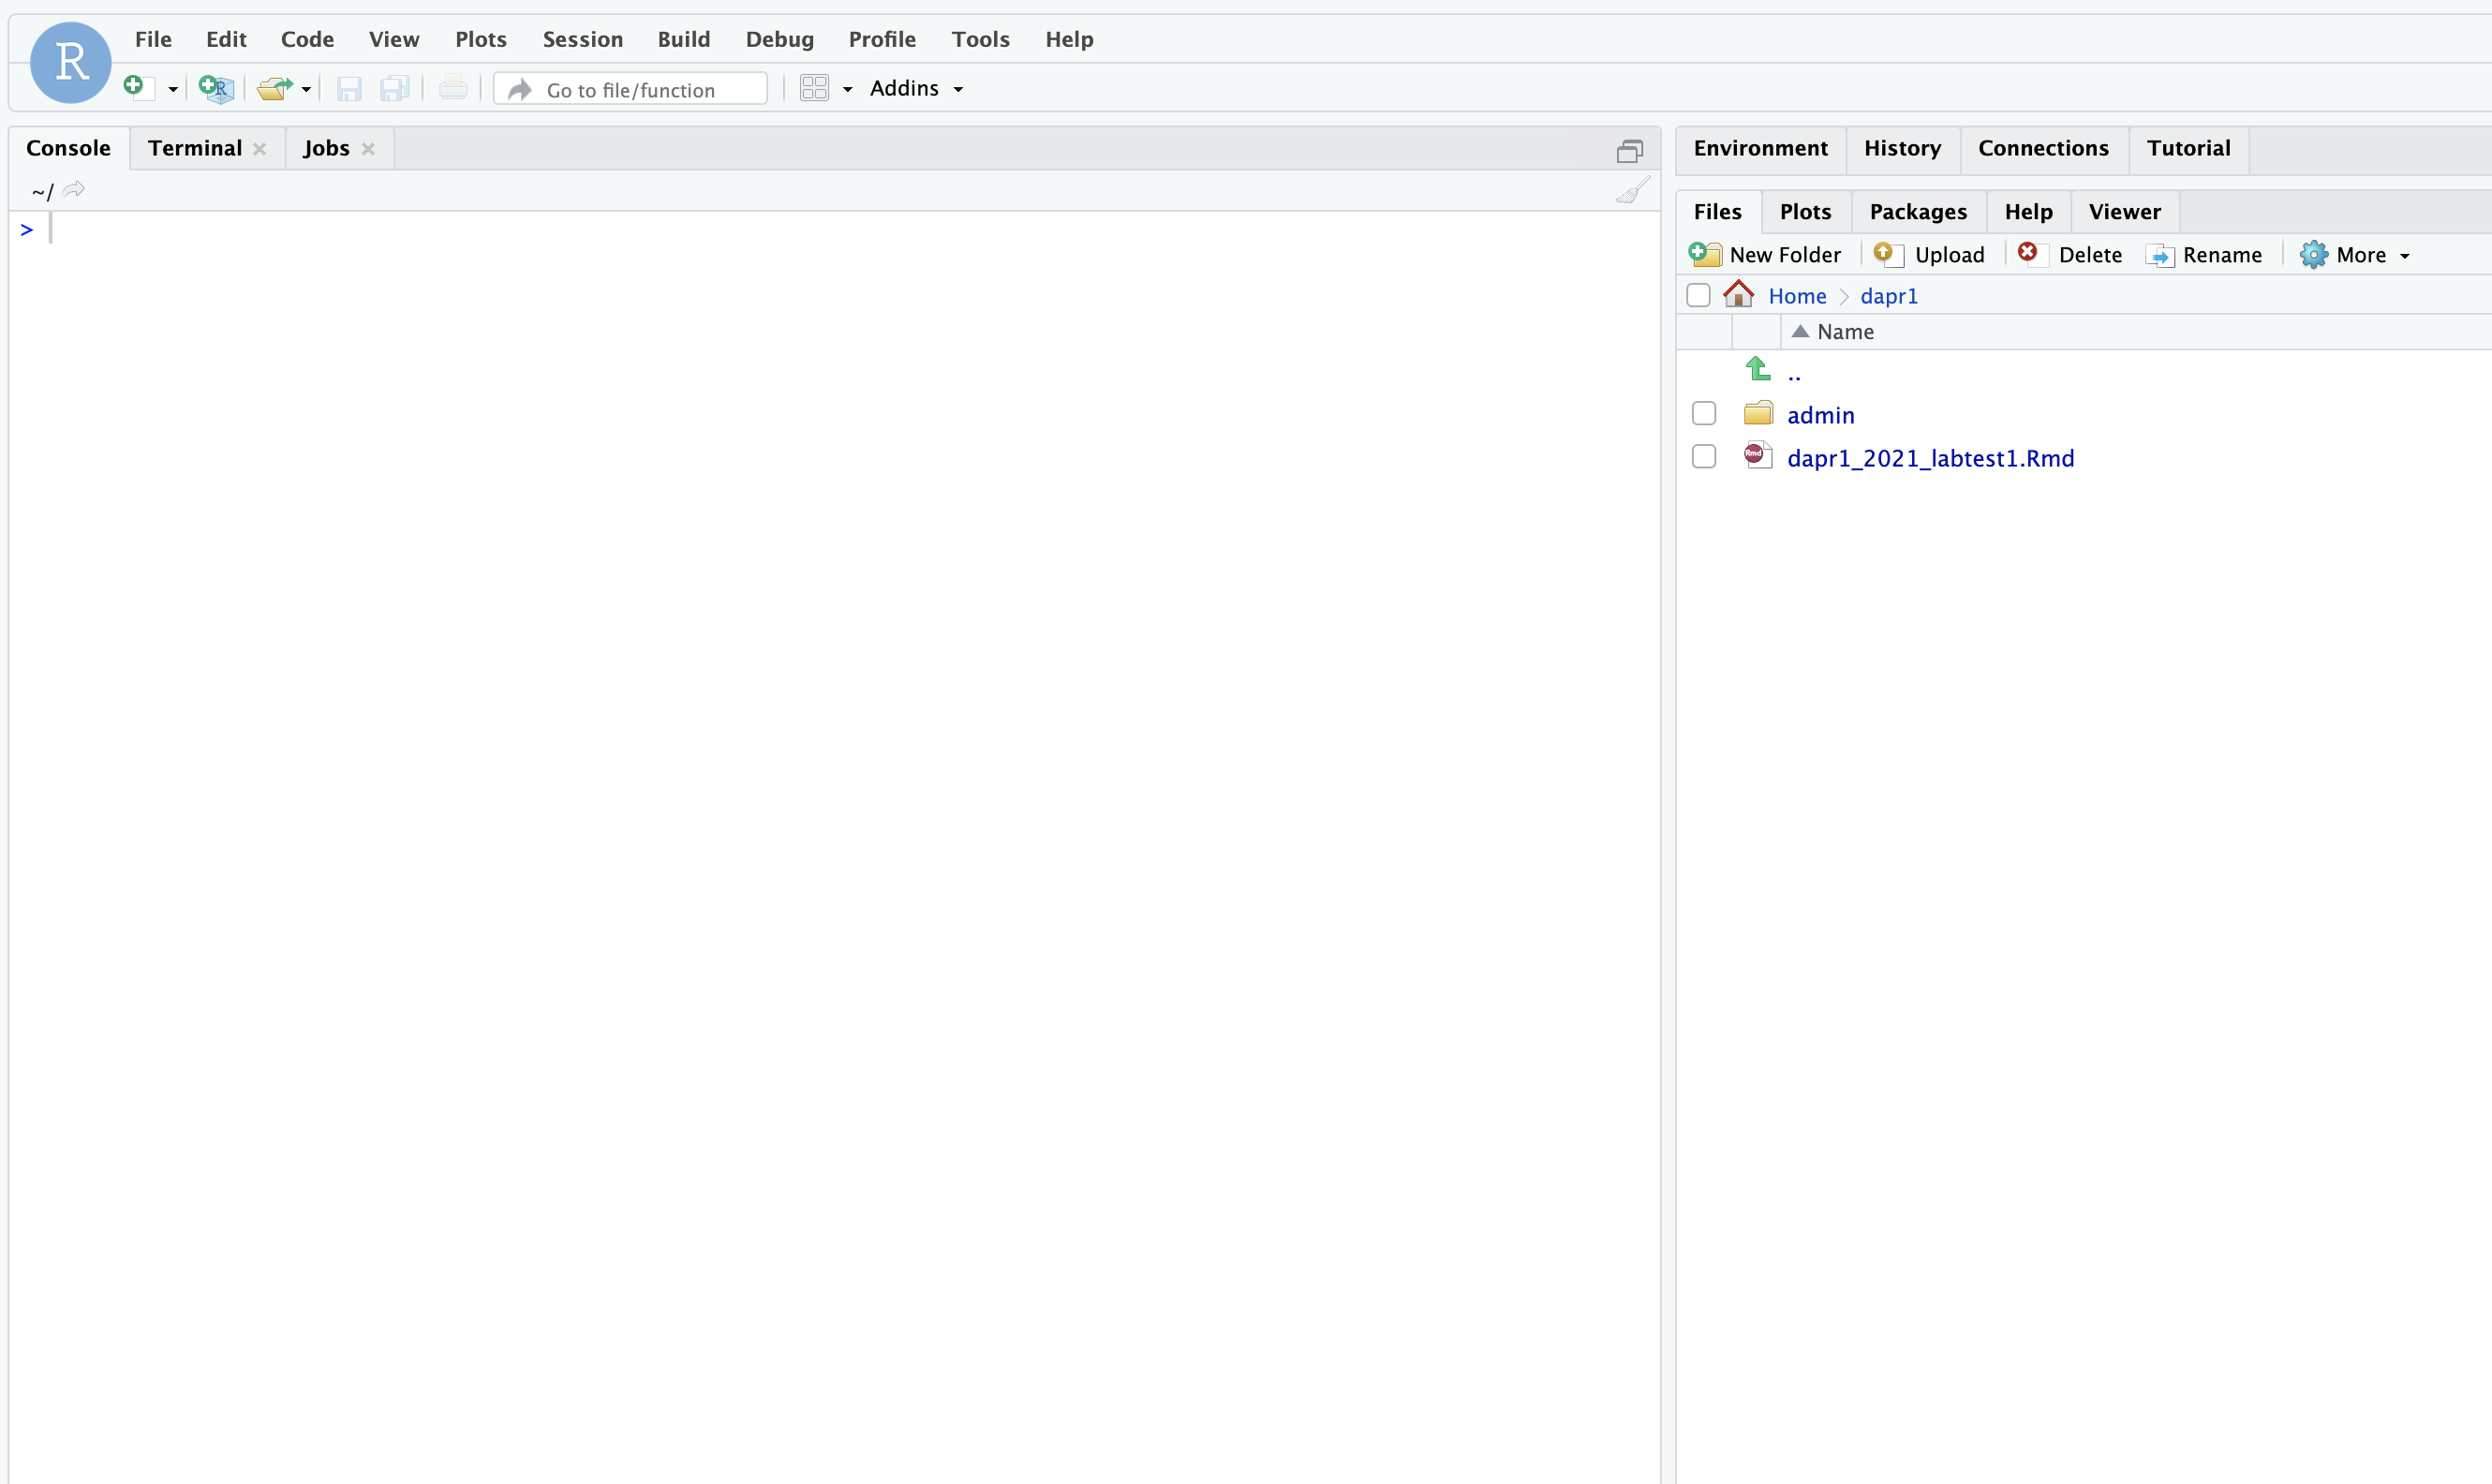 R
File Edit Code View Plots Session Build Debug Profile Tools Help
R Go to file/function Addins
Console Terminal Jobs
~/
>
Environment History Connections Tutorial
Files Plots Packages Help Viewer
New Folder Upload Delete Rename More
Home dapr1
Name
..
admin
Rmd dapr1_2021_labtest1.Rmd